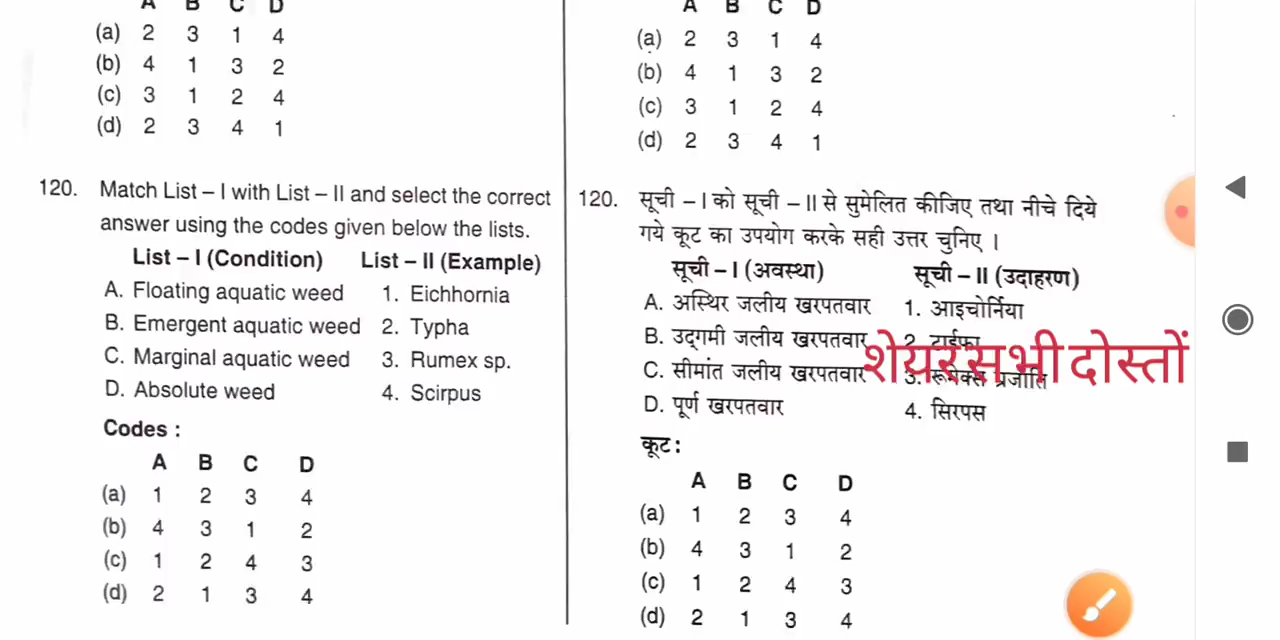 A B C D
(a) 2 3 1 4
(b) 4 1 3 2
(c) 3 1 2 4
(d) 2 3 4 1
120. Match List – I with List – II and select the correct
answer using the codes given below the lists.
List – I (Condition) List – II (Example)
A. Floating aquatic weed 1. Eichhornia
B. Emergent aquatic weed 2. Typha
C. Marginal aquatic weed 3. Rumex sp.
D. Absolute weed 4. Scirpus
Codes :
A B C D
(a) 1 2 3 4
(b) 4 3 1 2
(c) 1 2 4 3
(d) 2 1 3 4
A B C D
(a) 2 3 1 4
(b) 4 1 3 2
(c) 3 1 2 4
(d) 2 3 4 1
120. सूची – I को सूची – II से सुमेलित कीजिए तथा नीचे दिये
गये कूट का उपयोग करके सही उत्तर चुनिए ।
सूची – I (अवस्था) सूची – II (उदाहरण)
A. अस्थिर जलीय खरपतवार 1. आइचोर्निया
B. उद्गमी जलीय खरपतवार 2. टाईफा
C. सीमांत जलीय खरपतवार 3. रूमेक्स प्रजाति
D. पूर्ण खरपतवार 4. सिरपस
शेयर सभी दोस्तों
कूट :
A B C D
(a) 1 2 3 4
(b) 4 3 1 2
(c) 1 2 4 3
(d) 2 1 3 4